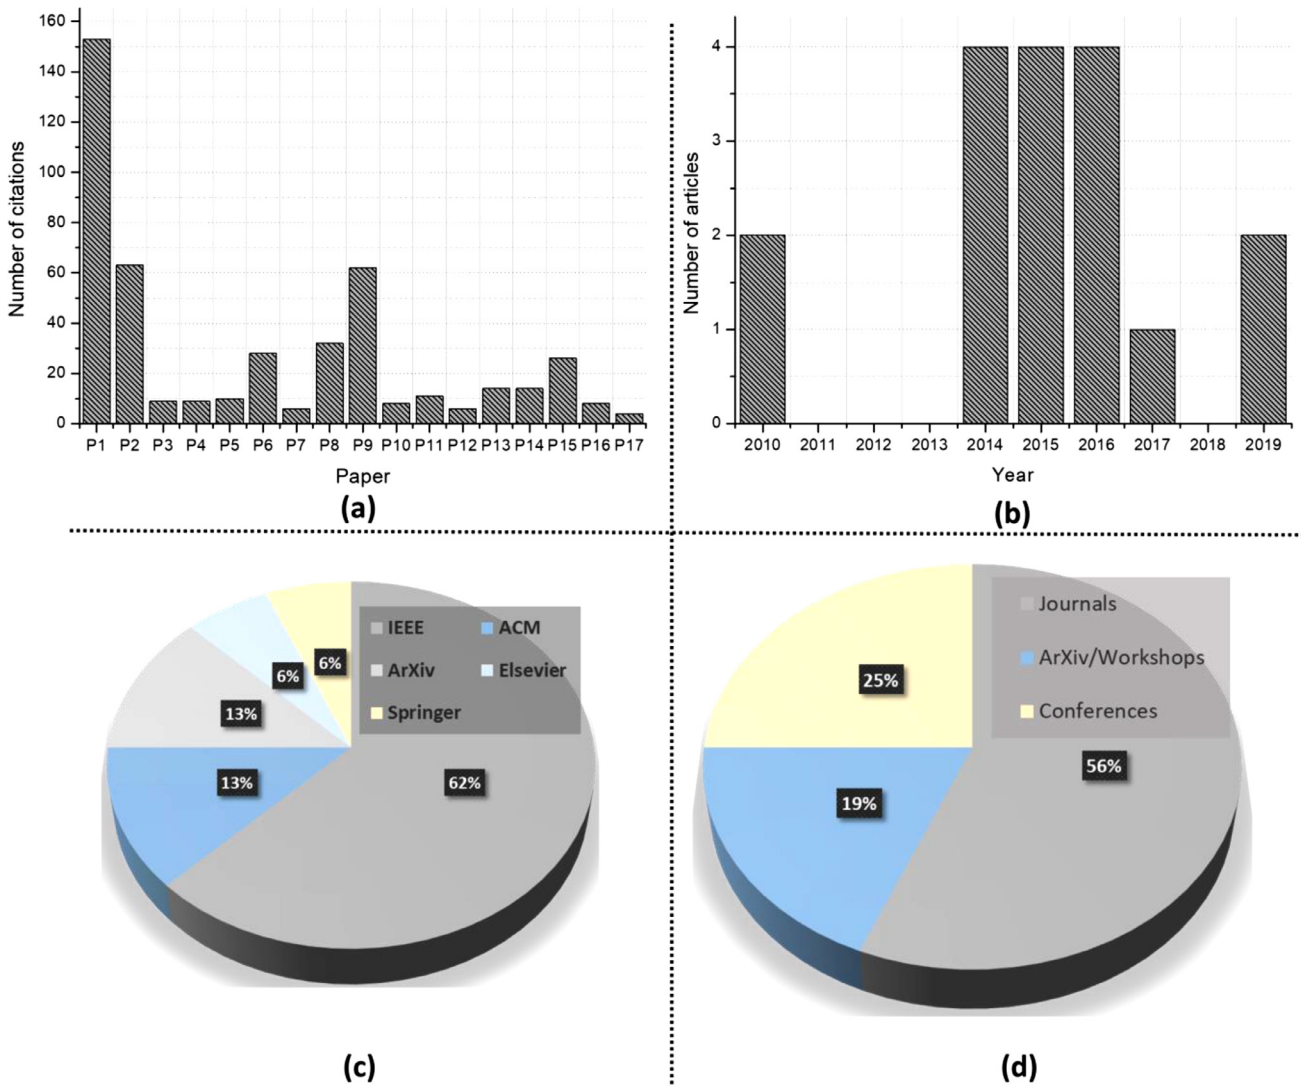 160
140
120
100
80
60
40
20
0
Number of citations
P1 P2 P3 P4 P5 P6 P7 P8 P9 P10 P11 P12 P13 P14 P15 P16 P17
Paper
(a)
4
3
2
1
0
Number of articles
2010 2011 2012 2013 2014 2015 2016 2017 2018 2019
Year
(b)
IEEE ACM
ArXiv Elsevier
Springer
6%
6%
13%
13%
62%
(c)
Journals
ArXiv/Workshops
Conferences
25%
56%
19%
(d)